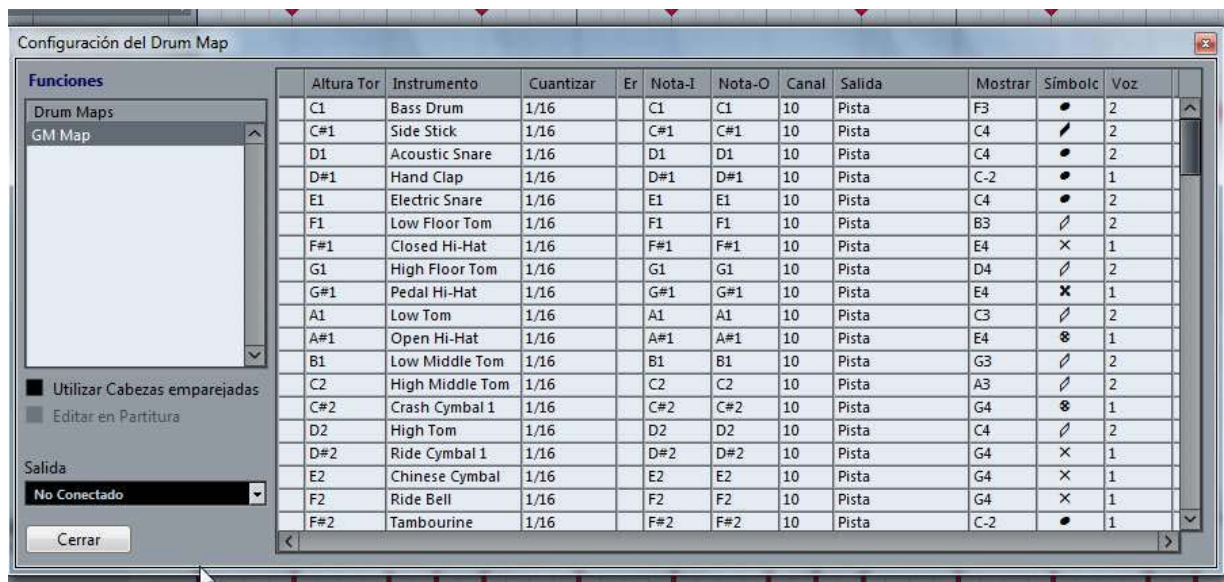 Configuración del Drum Map
Funciones
Drum Maps
GM Map
Utilizar Cabezas emparejadas
Editar en Partitura
Salida
No Conectado
Cerrar
Altura Tor Instrumento Cuantizar Er Nota-I Nota-O Canal Salida Mostrar Símbolc Voz
C1 Bass Drum 1/16 C1 C1 10 Pista F3 2
C#1 Side Stick 1/16 C#1 C#1 10 Pista C4 2
D1 Acoustic Snare 1/16 D1 D1 10 Pista C4 2
D#1 Hand Clap 1/16 D#1 D#1 10 Pista C-2 1
E1 Electric Snare 1/16 E1 E1 10 Pista C4 2
F1 Low Floor Tom 1/16 F1 F1 10 Pista B3 2
F#1 Closed Hi-Hat 1/16 F#1 F#1 10 Pista E4 1
G1 High Floor Tom 1/16 G1 G1 10 Pista D4 2
G#1 Pedal Hi-Hat 1/16 G#1 G#1 10 Pista E4 1
A1 Low Tom 1/16 A1 A1 10 Pista C3 2
A#1 Open Hi-Hat 1/16 A#1 A#1 10 Pista E4 1
B1 Low Middle Tom 1/16 B1 B1 10 Pista G3 2
C2 High Middle Tom 1/16 C2 C2 10 Pista A3 2
C#2 Crash Cymbal 1 1/16 C#2 C#2 10 Pista G4 1
D2 High Tom 1/16 D2 D2 10 Pista C4 2
D#2 Ride Cymbal 1 1/16 D#2 D#2 10 Pista G4 1
E2 Chinese Cymbal 1/16 E2 E2 10 Pista G4 1
F2 Ride Bell 1/16 F2 F2 10 Pista G4 1
F#2 Tambourine 1/16 F#2 F#2 10 Pista C-2 1